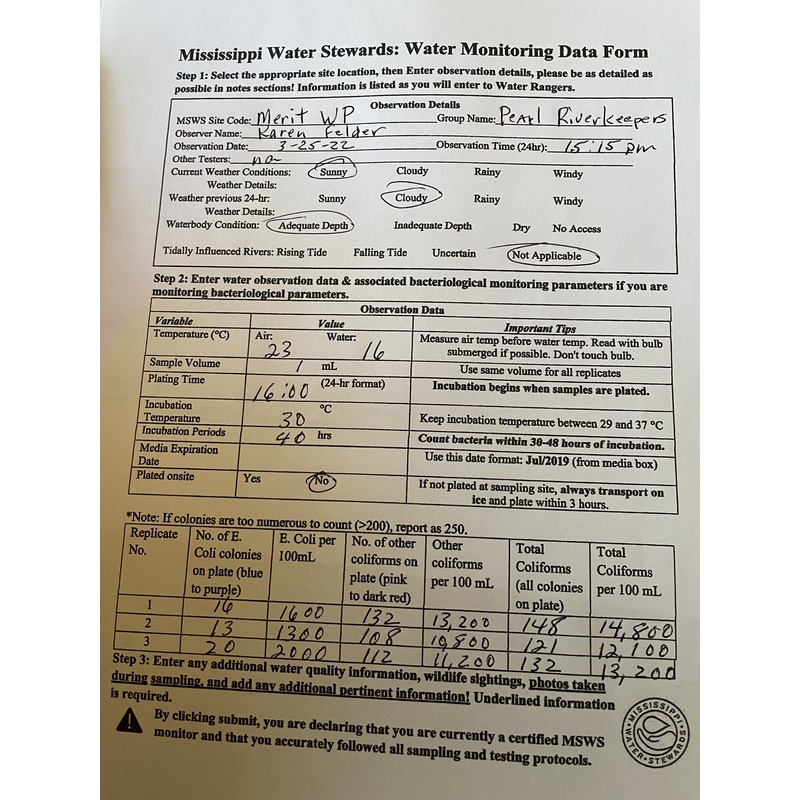 Mississippi Water Stewards: Water Monitoring Data Form
Step 1: Select the appropriate site location, then Enter observation details, please be as detailed as
possible in notes sections! Information is listed as you will enter to Water Rangers.
Observation Details
MSWS Site Code: Merit WP Group Name: Pearl Riverkeepers
Observer Name: Karen Felder
Observation Date: 3-25-22 Observation Time (24hr): 15:15 pm
Other Testers: na
Current Weather Conditions: Sunny Cloudy Rainy Windy
Weather Details:
Weather previous 24-hr: Sunny Cloudy Rainy Windy
Weather Details:
Waterbody Condition: Adequate Depth Inadequate Depth Dry No Access
Tidally Influenced Rivers: Rising Tide Falling Tide Uncertain Not Applicable
Step 2: Enter water observation data & associated bacteriological monitoring parameters if you are
monitoring bacteriological parameters.
Observation Data
Variable Value Important Tips
Temperature (°C) Air: 23 Water: 16 Measure air temp before water temp. Read with bulb
submerged if possible. Don't touch bulb.
Sample Volume 1 mL Use same volume for all replicates
Plating Time 16:00 (24-hr format) Incubation begins when samples are plated.
Incubation
Temperature 30 °C Keep incubation temperature between 29 and 37 °C
Incubation Periods 40 hrs Count bacteria within 30-48 hours of incubation.
Media Expiration
Date Use this date format: Jul/2019 (from media box)
Plated onsite Yes No If not plated at sampling site, always transport on
ice and plate within 3 hours.
*Note: If colonies are too numerous to count (>200), report as 250.
Replicate No. of E. E. Coli per No. of other Other Total Total
No. Coli colonies 100mL coliforms on coliforms Coliforms Coliforms
on plate (blue plate (pink per 100 mL (all colonies per 100 mL
to purple) to dark red) on plate)
1 16 1600 132 13,200 148 14,800
2 13 1300 108 10,800 121 12,100
3 20 2000 112 11,200 132 13,200
Step 3: Enter any additional water quality information, wildlife sightings, photos taken
during sampling, and add any additional pertinent information! Underlined information
is required.
By clicking submit, you are declaring that you are currently a certified MSWS
monitor and that you accurately followed all sampling and testing protocols.
MISSISSIPPI WATER STEWARDS